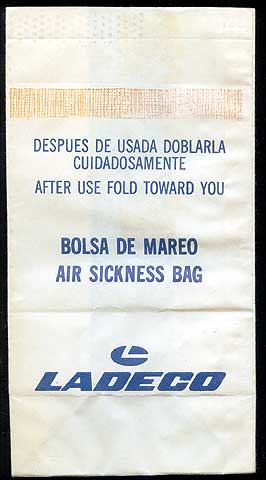 DESPUES DE USADA DOBLARLA
CUIDADOSAMENTE
AFTER USE FOLD TOWARD YOU
BOLSA DE MAREO
AIR SICKNESS BAG
LADECO